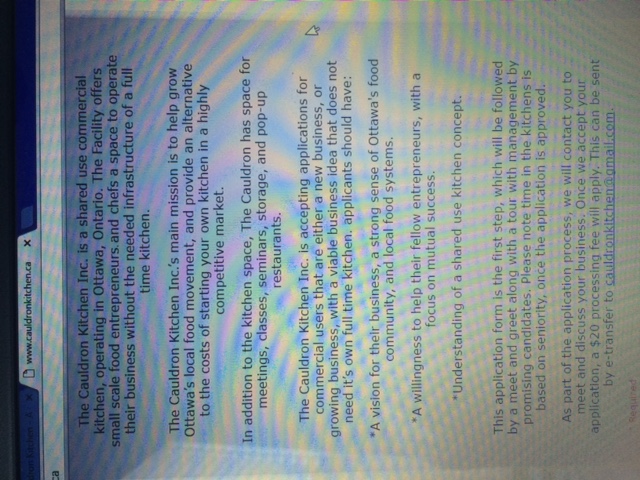 www.cauldronkitchen.ca
ca
The Cauldron Kitchen Inc. is a shared use commercial
kitchen, operating in Ottawa, Ontario. The Facility offers
small scale food entrepreneurs and chefs a space to operate
their business without the needed infrastructure of a full
time kitchen.
The Cauldron Kitchen Inc.'s main mission is to help grow
Ottawa's local food movement, and provide an alternative
to the costs of starting your own kitchen in a highly
competitive market.
In addition to the kitchen space, The Cauldron has space for
meetings, classes, seminars, storage, and pop-up
restaurants.
The Cauldron Kitchen Inc. is accepting applications for
commercial users that are either a new business, or
growing business, with a viable business idea that does not
need it's own full time kitchen. applicants should have:
*A vision for their business, a strong sense of Ottawa's food
community, and local food systems.
*A willingness to help their fellow entrepreneurs, with a
focus on mutual success.
*Understanding of a shared use kitchen concept.
This application form is the first step, which will be followed
by a meet and greet along with a tour with management by
promising candidates. Please note time in the kitchens is
based on seniority, once the application is approved.
As part of the application process, we will contact you to
meet and discuss your business. Once we accept your
application, a $20 processing fee will apply. This can be sent
by e-transfer to cauldronkitchen@gmail.com.
Required